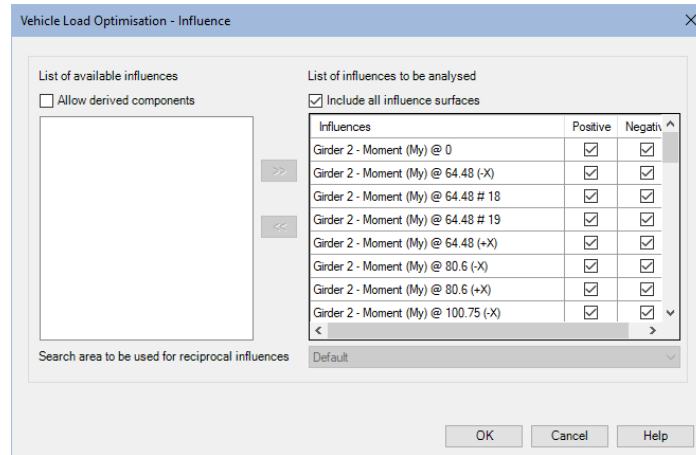 Vehicle Load Optimisation - Influence
List of available influences
Allow derived components
>>
<<
List of influences to be analysed
Include all influence surfaces
Influences Positive Negativ
Girder 2 - Moment (My) @ 0
Girder 2 - Moment (My) @ 64.48 (-X)
Girder 2 - Moment (My) @ 64.48 # 18
Girder 2 - Moment (My) @ 64.48 # 19
Girder 2 - Moment (My) @ 64.48 (+X)
Girder 2 - Moment (My) @ 80.6 (-X)
Girder 2 - Moment (My) @ 80.6 (+X)
Girder 2 - Moment (My) @ 100.75 (-X)
Search area to be used for reciprocal influences Default
OK Cancel Help